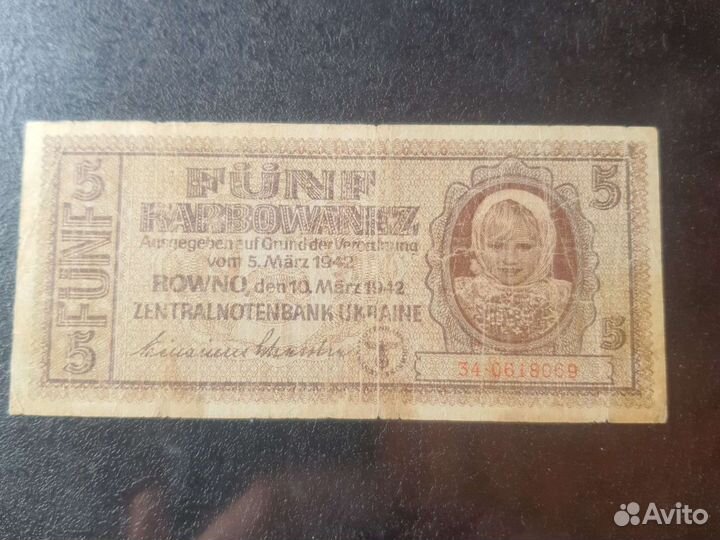 5 FÜNF 5
FÜNF
KARBOWANEZ
Ausgegeben auf Grund der Verordnung
vom 5. März 1942
ROWNO, den 10. März 1942
ZENTRALNOTENBANK UKRAINE
5
5
34·0618069
Avito